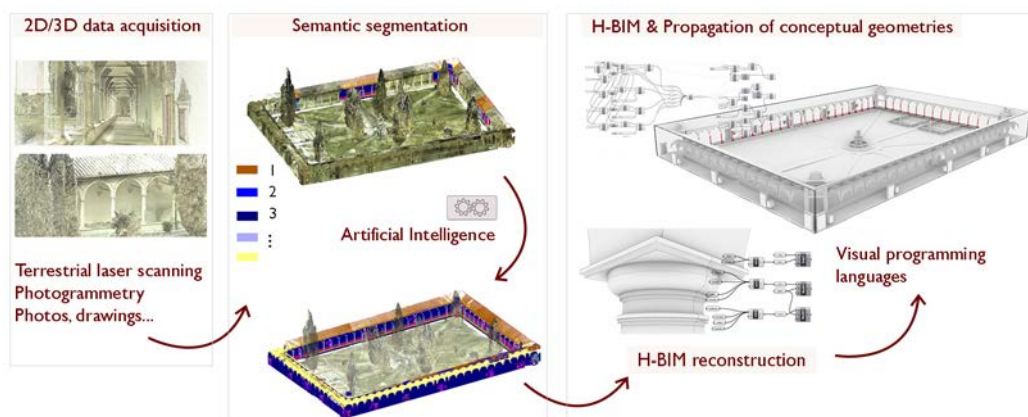 2D/3D data acquisition
Terrestrial laser scanning
Photogrammetry
Photos, drawings...
Semantic segmentation
1
2
3
⋮
Artificial Intelligence
H-BIM & Propagation of conceptual geometries
Visual programming
languages
H-BIM reconstruction